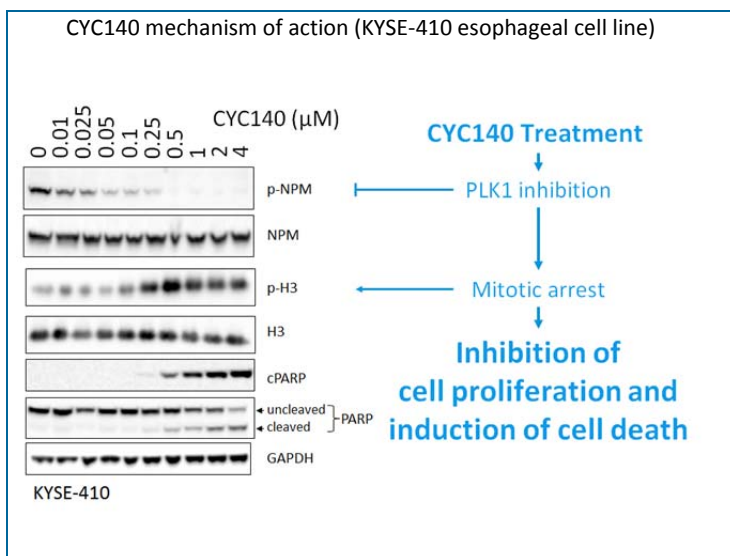 CYC140 mechanism of action (KYSE-410 esophageal cell line)
CYC140 (µM)
0 0.01 0.025 0.05 0.1 0.25 0.5 1 2 4
p-NPM
NPM
p-H3
H3
cPARP
uncleaved
cleaved
PARP
GAPDH
KYSE-410
CYC140 Treatment
PLK1 inhibition
Mitotic arrest
Inhibition of
cell proliferation and
induction of cell death